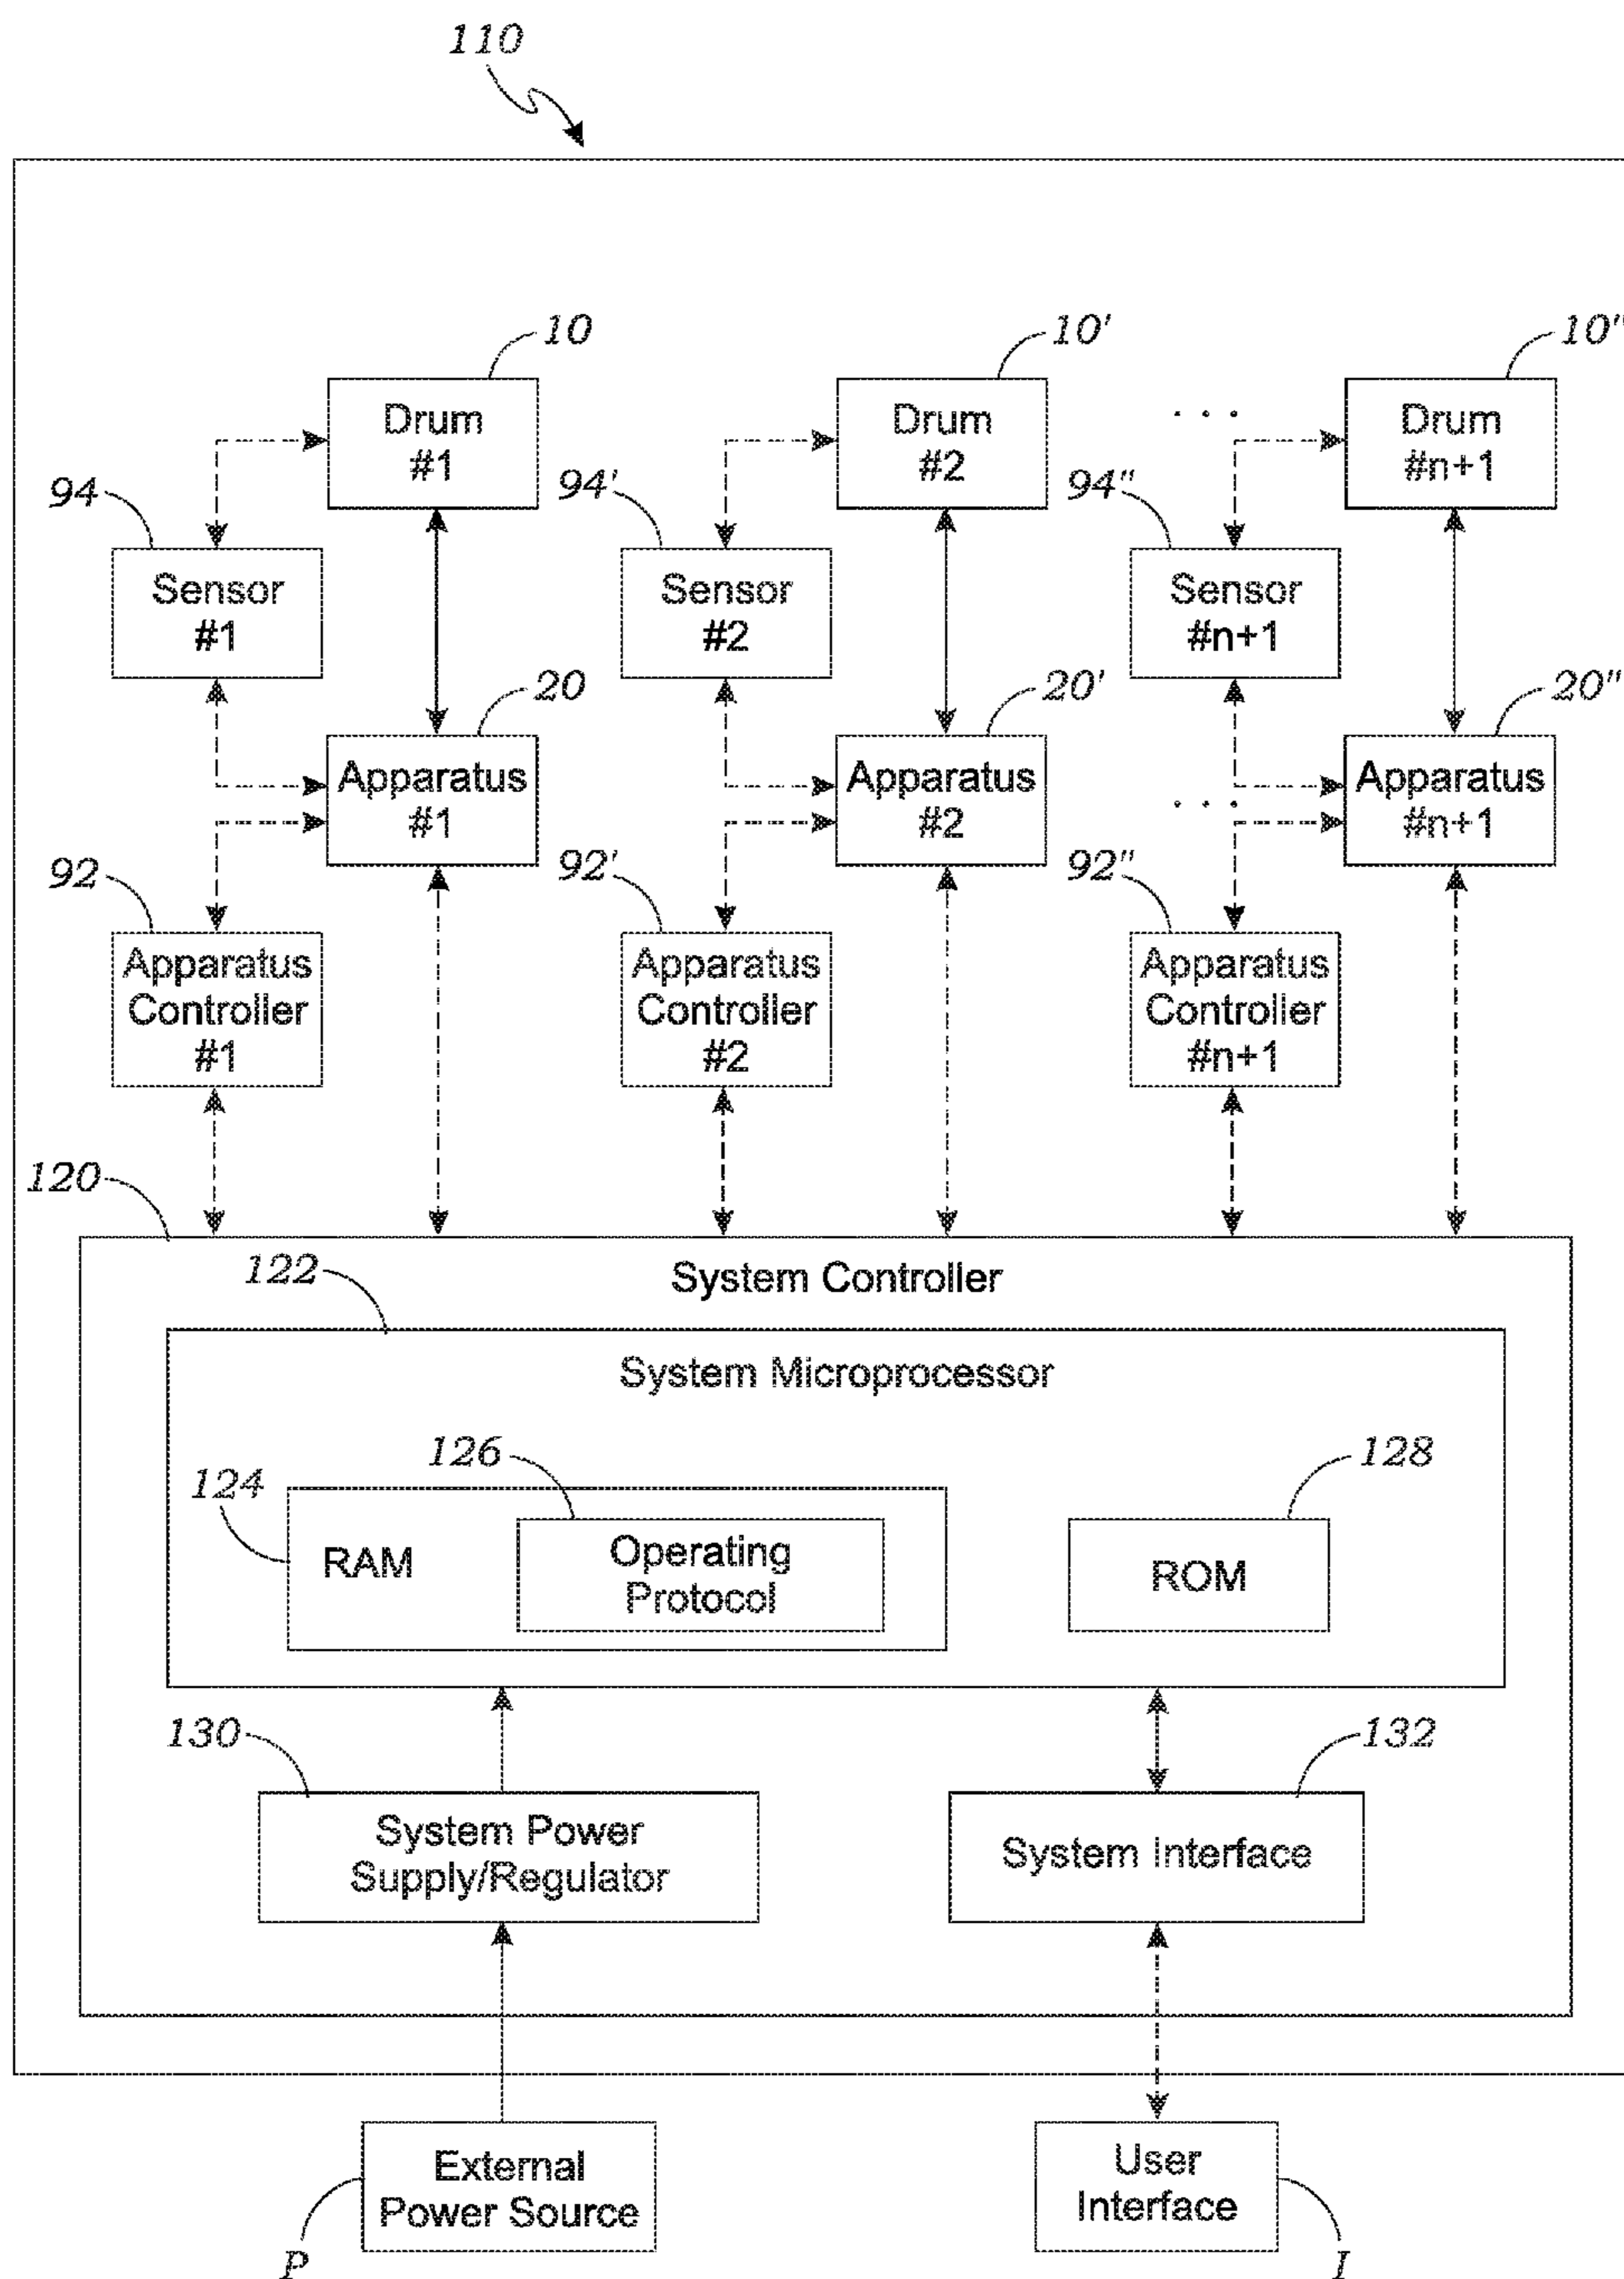 110
10
10'
10"
Drum
#1
Drum
#2
. . .
Drum
#n+1
94
94'
94"
Sensor
#1
Sensor
#2
Sensor
#n+1
20
20'
20"
Apparatus
#1
Apparatus
#2
. . .
Apparatus
#n+1
92
92'
92"
Apparatus
Controller
#1
Apparatus
Controller
#2
Apparatus
Controller
#n+1
120
System Controller
122
System Microprocessor
126
128
124
RAM
Operating
Protocol
ROM
130
132
System Power
Supply/Regulator
System Interface
External
Power Source
User
Interface
P
I